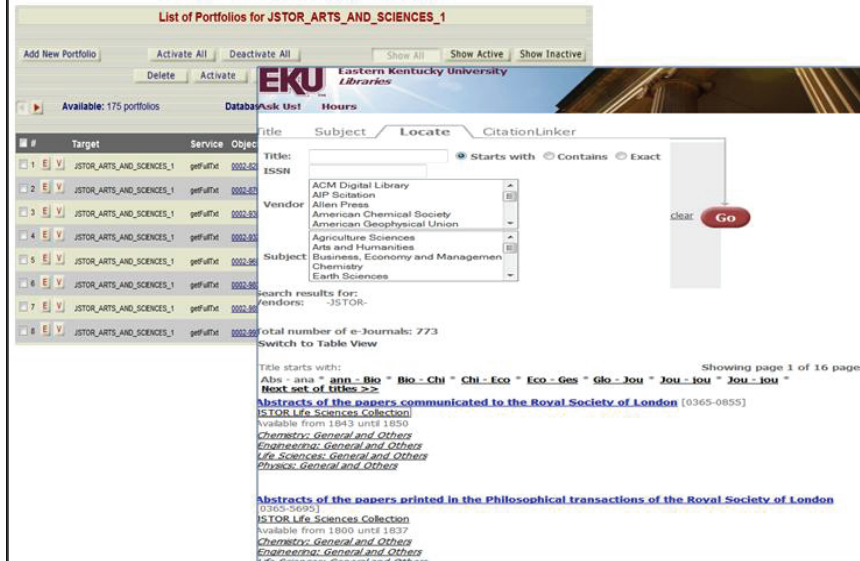 List of Portfolios for JSTOR_ARTS_AND_SCIENCES_1
Add New Portfolio Activate All Deactivate All Show All Show Active Show Inactive
Delete Activate
Available: 175 portfolios
# Target Service
1 E V JSTOR_ARTS_AND_SCIENCES_1 getFullTxt
2 E V JSTOR_ARTS_AND_SCIENCES_1 getFullTxt
3 E V JSTOR_ARTS_AND_SCIENCES_1 getFullTxt
4 E V JSTOR_ARTS_AND_SCIENCES_1 getFullTxt
5 E V JSTOR_ARTS_AND_SCIENCES_1 getFullTxt
6 E V JSTOR_ARTS_AND_SCIENCES_1 getFullTxt
7 E V JSTOR_ARTS_AND_SCIENCES_1 getFullTxt
8 E V JSTOR_ARTS_AND_SCIENCES_1 getFullTxt
EKU Eastern Kentucky University
Libraries
Ask Us! Hours
Title Subject Locate CitationLinker
Title: Starts with Contains Exact
ISSN
Vendor
ACM Digital Library
AIP Scitation
Allen Press
American Chemical Society
American Geophysical Union
clear Go
Subject
Agriculture Sciences
Arts and Humanities
Business, Economy and Managemen
Chemistry
Earth Sciences
Search results for:
Vendors: -JSTOR-
Total number of e-Journals: 773
Switch to Table View
Title starts with: Showing page 1 of 16 page
Abs - ana * ann - Bio * Bio - Chi * Chi - Eco * Eco - Ges * Glo - Jou * Jou - jou * Jou - jou *
Next set of titles >>
Abstracts of the papers communicated to the Royal Society of London [0365-0855]
JSTOR Life Sciences Collection
Available from 1843 until 1850
Chemistry: General and Others
Engineering: General and Others
Life Sciences: General and Others
Physics: General and Others
Abstracts of the papers printed in the Philosophical transactions of the Royal Society of London
[0365-5695]
JSTOR Life Sciences Collection
Available from 1800 until 1837
Chemistry: General and Others
Engineering: General and Others
Life Sciences: General and Others